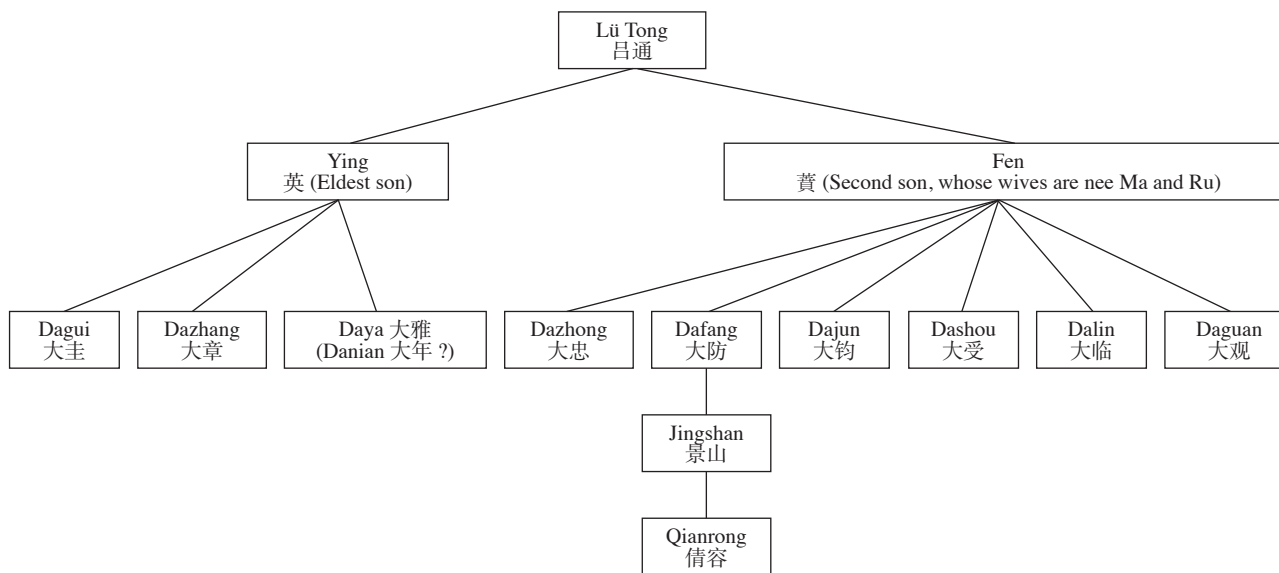 Lü Tong
吕通
Ying
英 (Eldest son)
Fen
蕡 (Second son, whose wives are nee Ma and Ru)
Dagui
大圭
Dazhang
大章
Daya 大雅
(Danian 大年 ?)
Dazhong
大忠
Dafang
大防
Dajun
大钧
Dashou
大受
Dalin
大临
Daguan
大观
Jingshan
景山
Qianrong
倩容